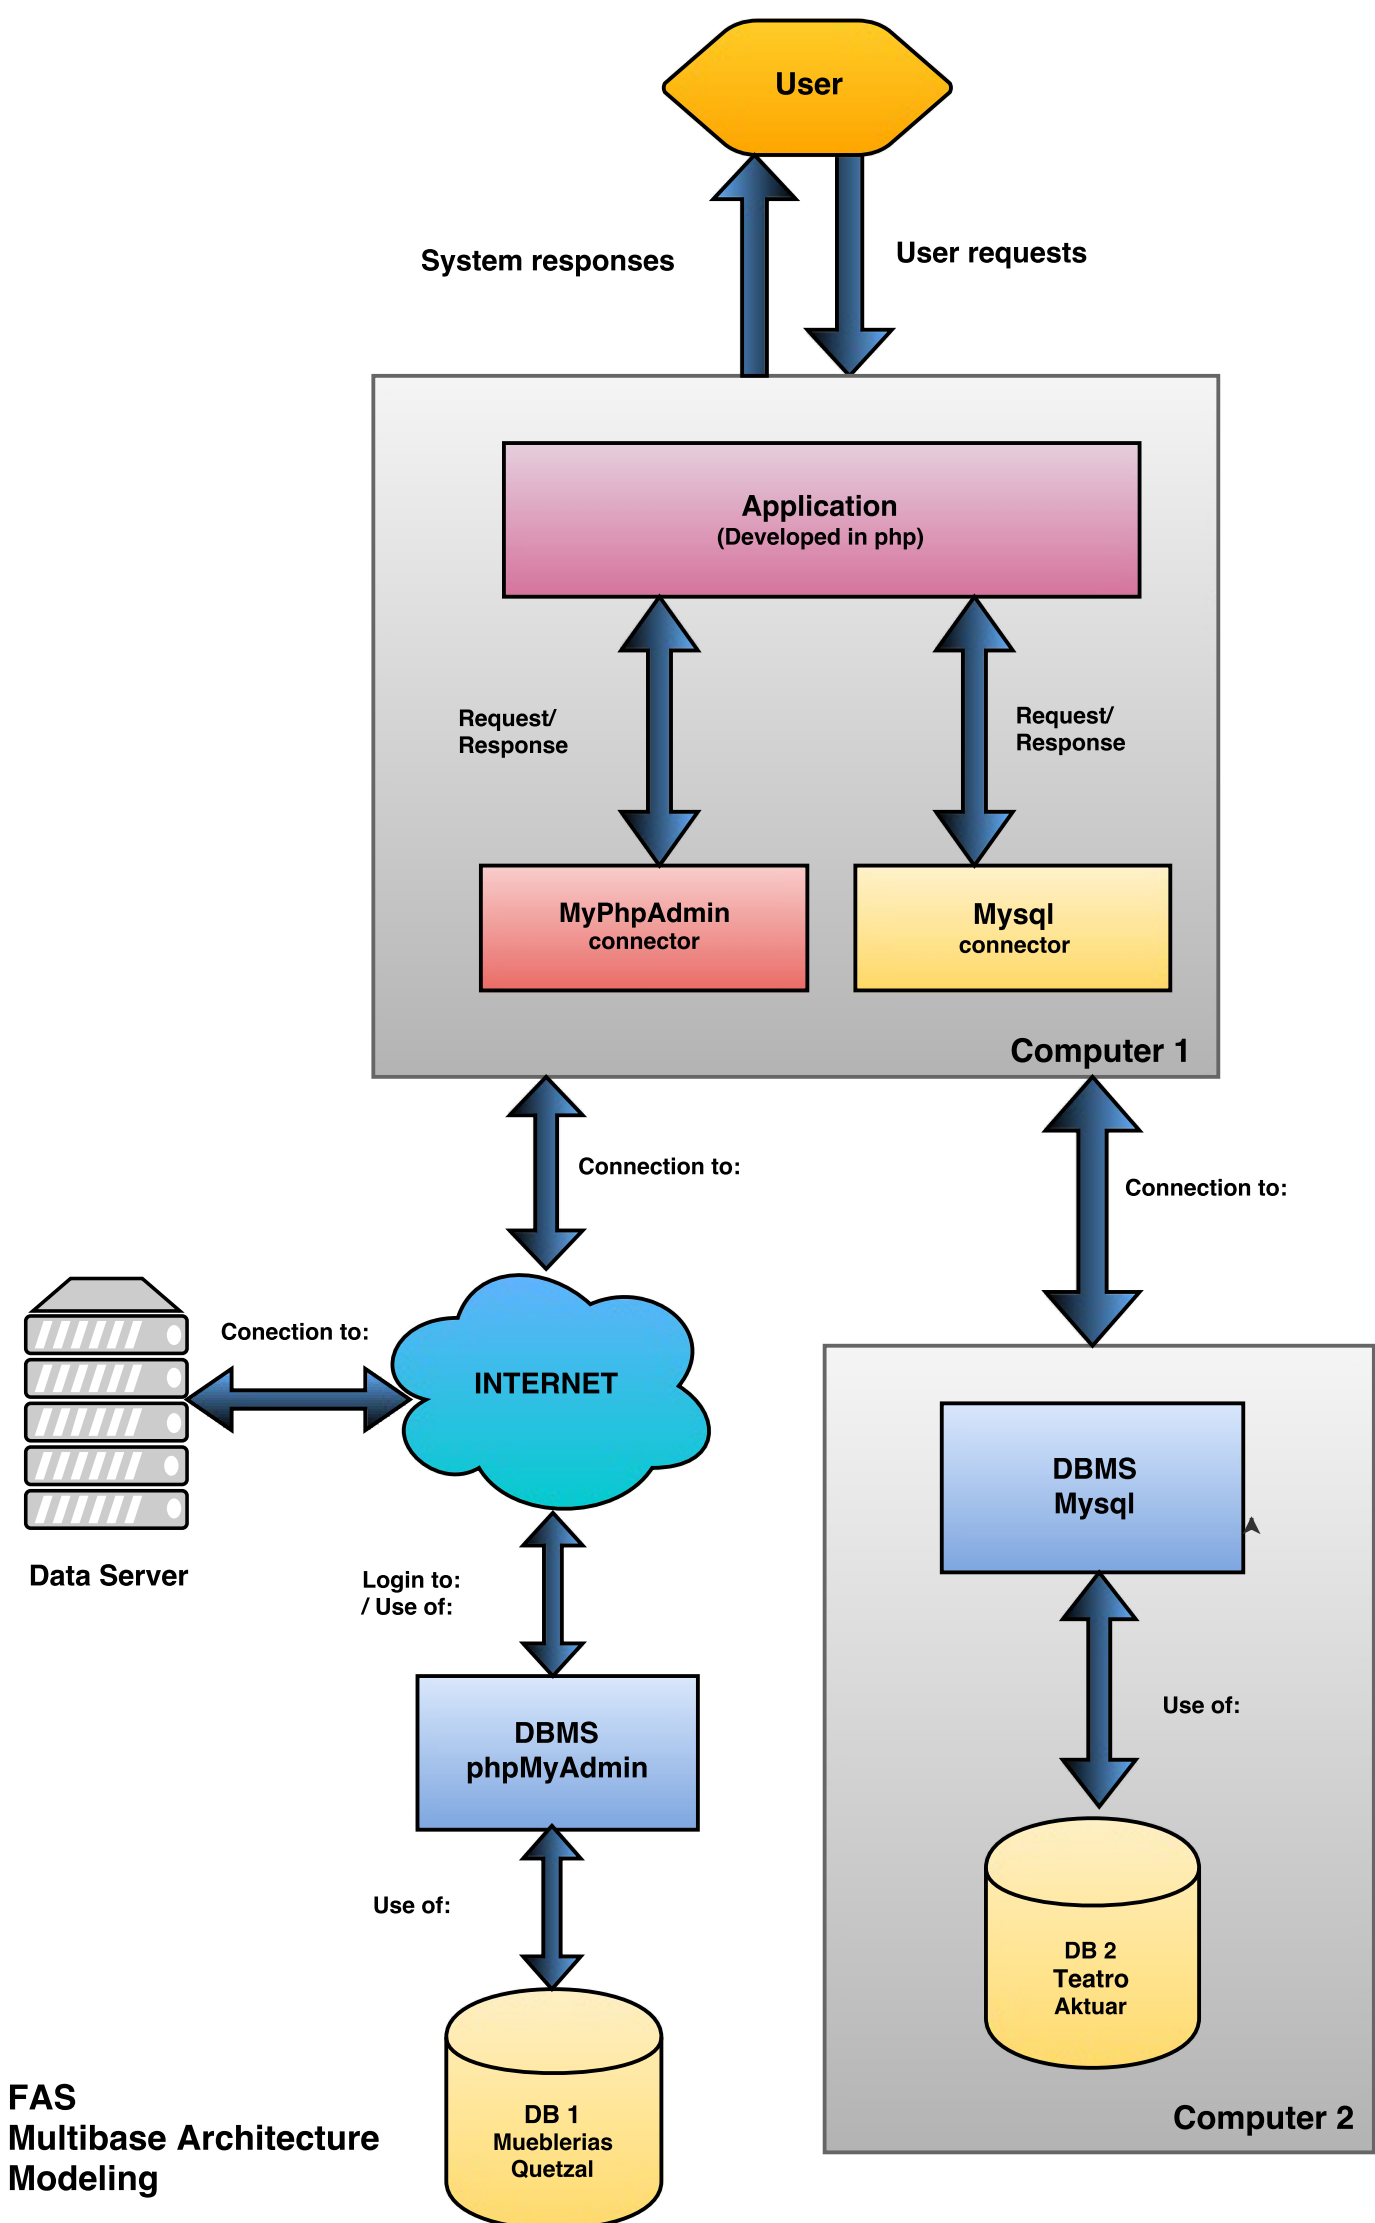 User
System responses
User requests
Application
(Developed in php)
Request/
Response
Request/
Response
MyPhpAdmin
connector
Mysql
connector
Computer 1
Connection to:
Connection to:
Conection to:
INTERNET
Data Server
Login to:
/ Use of:
DBMS
Mysql
DBMS
phpMyAdmin
Use of:
Use of:
DB 2
Teatro
Aktuar
Computer 2
DB 1
Mueblerias
Quetzal
FAS
Multibase Architecture
Modeling